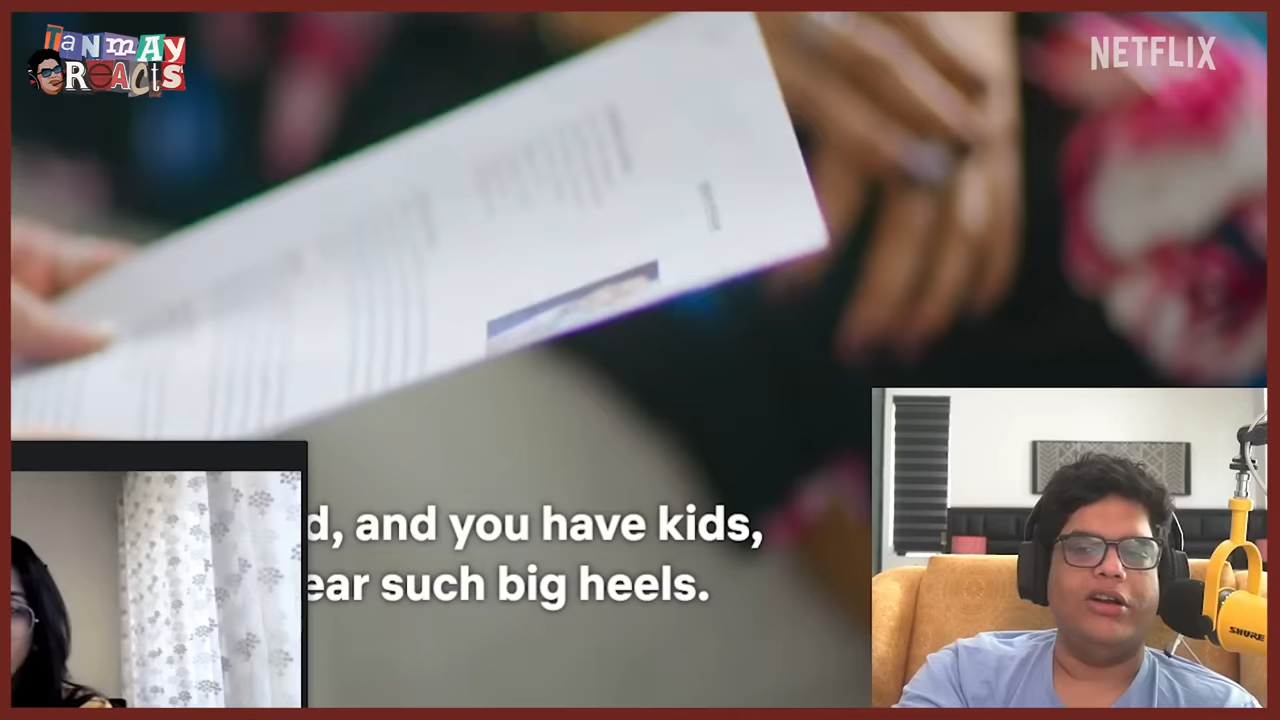 TANMAY
REACTS
NETFLIX
d, and you have kids,
ear such big heels.
SHURE